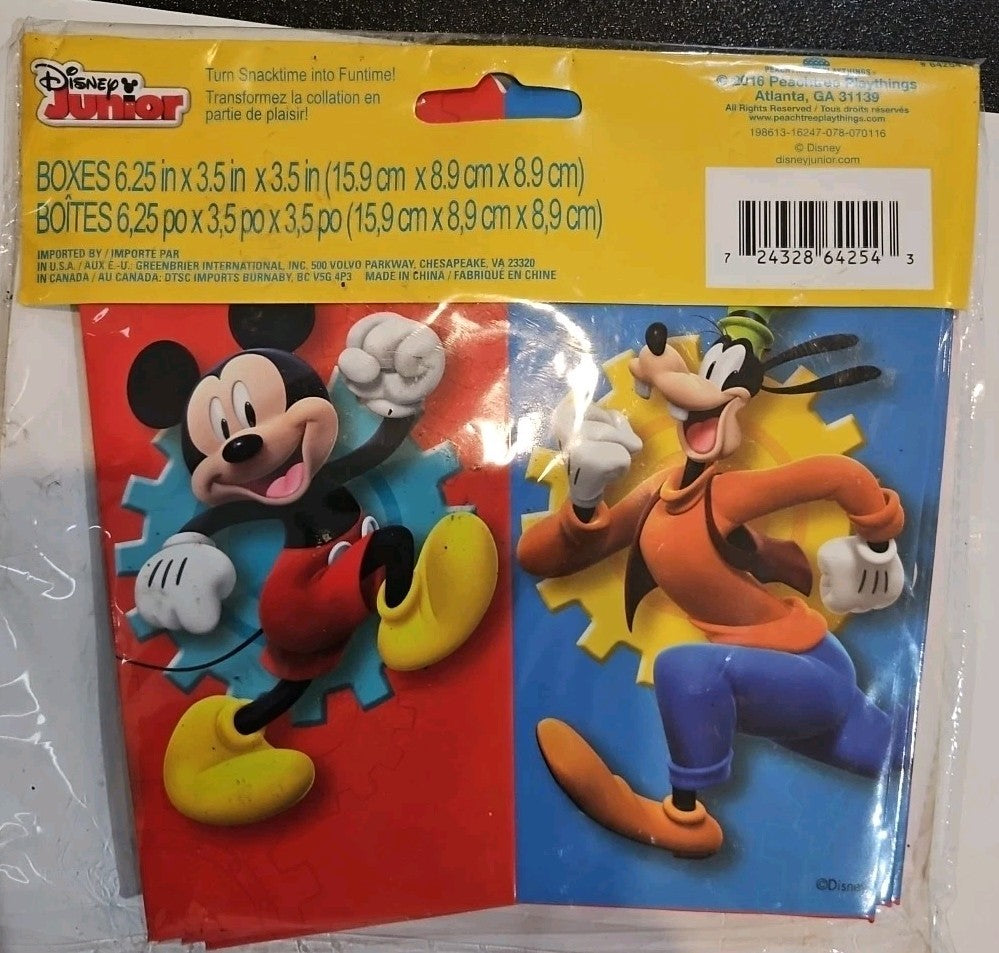 Disney
Junior
Turn Snacktime into Funtime!
Transformez la collation en
partie de plaisir!
BOXES 6.25 in x 3.5 in x 3.5 in (15.9 cm x 8.9 cm x 8.9 cm)
BOÎTES 6,25 po x 3,5 po x 3,5 po (15,9 cm x 8,9 cm x 8,9 cm)
IMPORTED BY / IMPORTÉ PAR
IN U.S.A. / AUX É.-U.: GREENBRIER INTERNATIONAL, INC. 500 VOLVO PARKWAY, CHESAPEAKE, VA 23320
IN CANADA / AU CANADA: DTSC IMPORTS BURNABY, BC V5G 4P3 MADE IN CHINA / FABRIQUÉ EN CHINE
© 2016 Peachtree Playthings
Atlanta, GA 31139
All Rights Reserved / Tous droits réservés
www.peachtreeplaythings.com
198613-16247-078-070116
© Disney
disneyjunior.com
7 24328 64254 3
©Disney